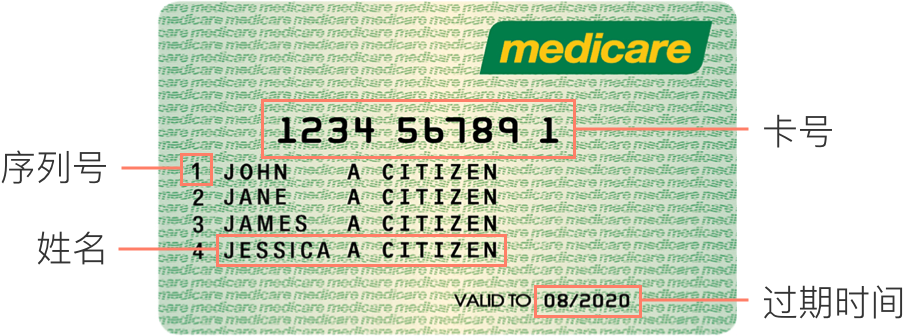 medicare
1234 56789 1
卡号
序列号
1 JOHN A CITIZEN
2 JANE A CITIZEN
3 JAMES A CITIZEN
姓名
4 JESSICA A CITIZEN
VALID TO 08/2020
过期时间